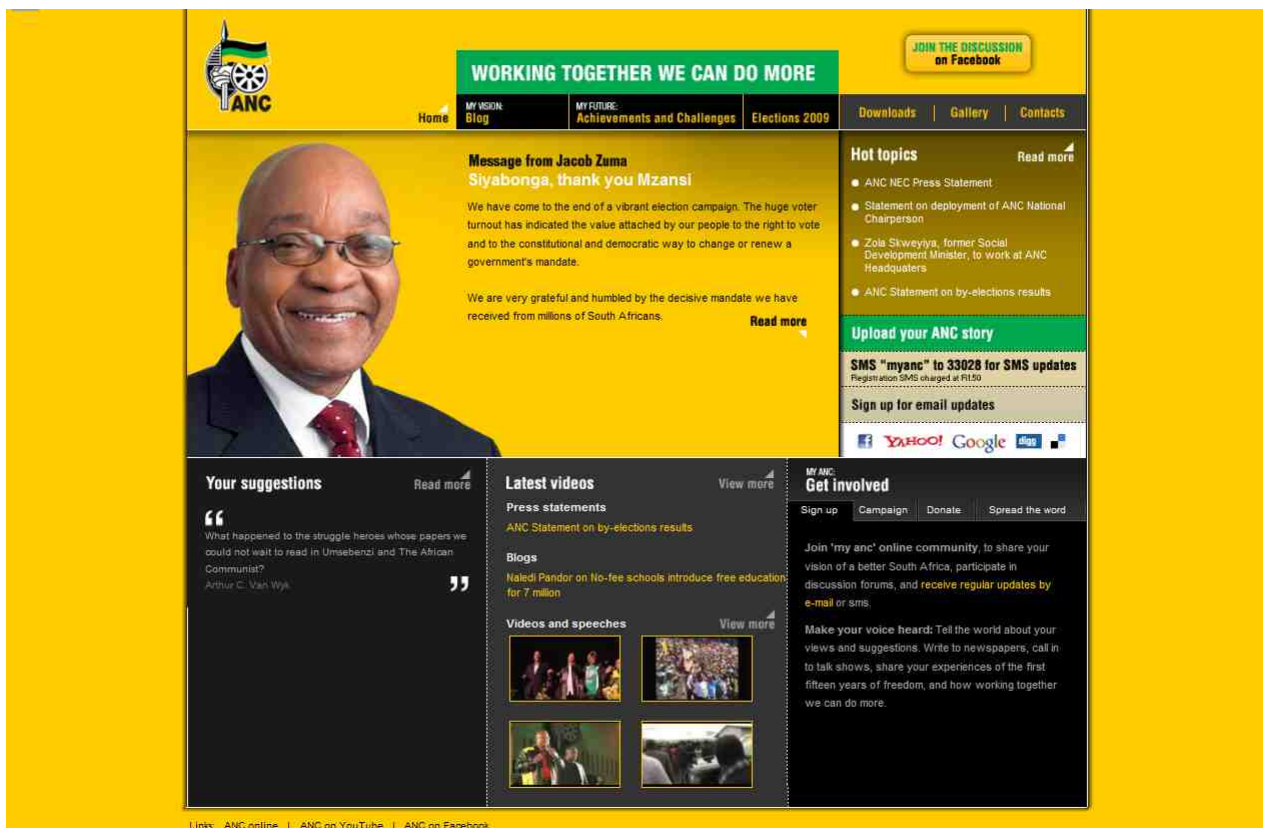 ANC
JOIN THE DISCUSSION
on Facebook
WORKING TOGETHER WE CAN DO MORE
Home
MY VISION:
Blog
MY FUTURE:
Achievements and Challenges
Elections 2009
Downloads
Gallery
Contacts
Message from Jacob Zuma
Siyabonga, thank you Mzansi
We have come to the end of a vibrant election campaign. The huge voter
turnout has indicated the value attached by our people to the right to vote
and to the constitutional and democratic way to change or renew a
government's mandate.
We are very grateful and humbled by the decisive mandate we have
received from millions of South Africans.
Read more
Hot topics
Read more
ANC NEC Press Statement
Statement on deployment of ANC National
Chairperson
Zola Skweyiya, former Social
Development Minister, to work at ANC
Headquaters
ANC Statement on by-elections results
Upload your ANC story
SMS "myanc" to 33028 for SMS updates
Registration SMS charged at R1.50
Sign up for email updates
YAHOO! Google digg
Your suggestions
Read more
“
What happened to the struggle heroes whose papers we
could not wait to read in Umsebenzi and The African
Communist?
Arthur C. Van Wyk
”
Latest videos
View more
Press statements
ANC Statement on by-elections results
Blogs
Naledi Pandor on No-fee schools introduce free education
for 7 million
Videos and speeches
View more
MY ANC:
Get involved
Sign up
Campaign
Donate
Spread the word
Join 'my anc' online community, to share your
vision of a better South Africa, participate in
discussion forums, and receive regular updates by
e-mail or sms.
Make your voice heard: Tell the world about your
views and suggestions. Write to newspapers, call in
to talk shows, share your experiences of the first
fifteen years of freedom, and how working together
we can do more.
Links: ANC online | ANC on YouTube | ANC on Facebook